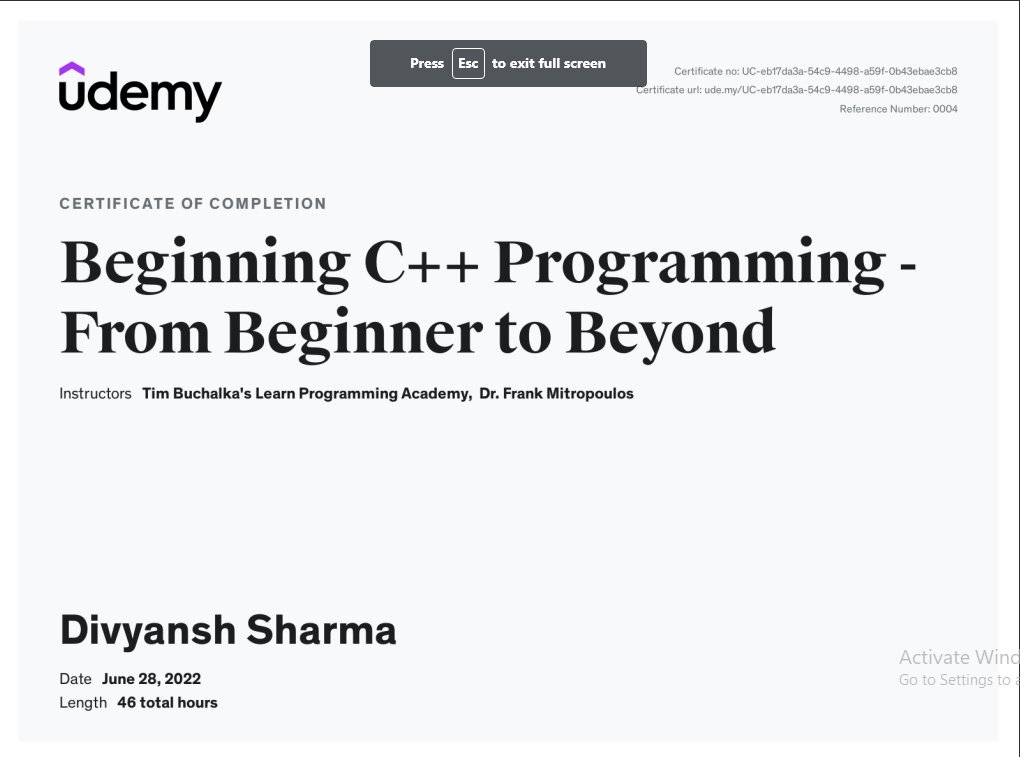 udemy
Press Esc to exit full screen
Certificate no: UC-eb17da3a-54c9-4498-a59f-0b43ebae3cb8
Certificate url: ude.my/UC-eb17da3a-54c9-4498-a59f-0b43ebae3cb8
Reference Number: 0004
CERTIFICATE OF COMPLETION
Beginning C++ Programming -
From Beginner to Beyond
Instructors Tim Buchalka's Learn Programming Academy, Dr. Frank Mitropoulos
Divyansh Sharma
Date June 28, 2022
Length 46 total hours
Activate Wind
Go to Settings to a